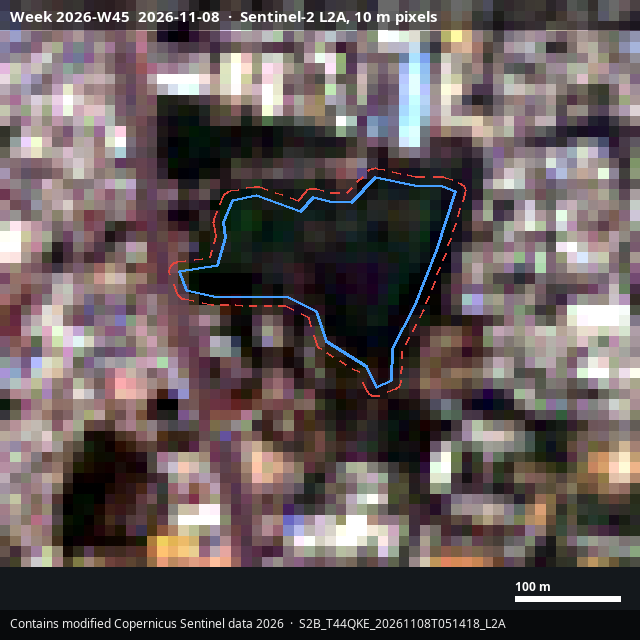 Week 2026-W45  2026-11-08  ·  Sentinel-2 L2A, 10 m pixels
100 m
Contains modified Copernicus Sentinel data 2026  ·  S2B_T44QKE_20261108T051418_L2A